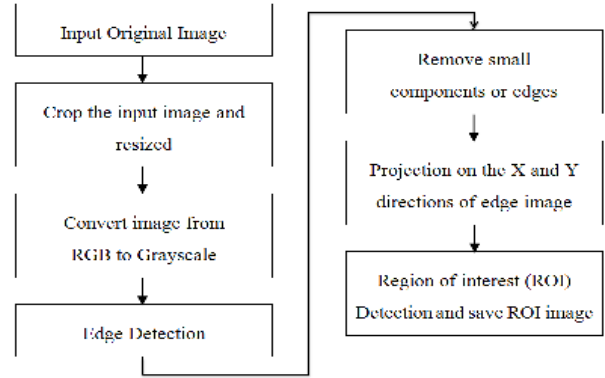 Input Original Image
Crop the input image and
resized
Convert image from
RGB to Grayscale
Edge Detection
Remove small
components or edges
Projection on the X and Y
directions of edge image
Region of interest (ROI)
Detection and save ROI image